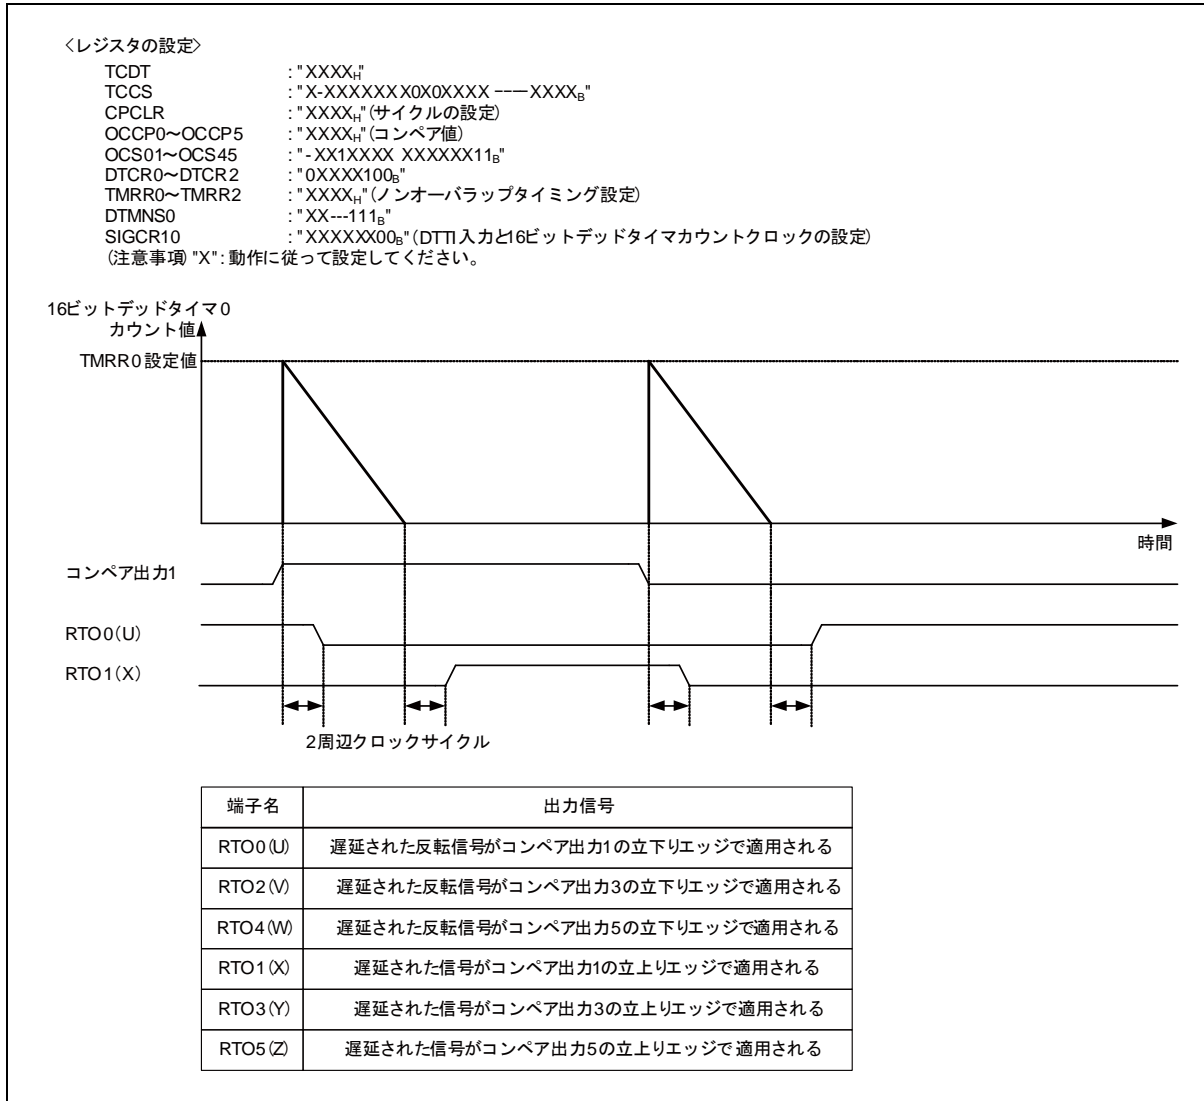 〈レジスタの設定〉
TCDT : "XXXXH"
TCCS : "X-XXXXXX X0X0XXXX ----XXXXB"
CPCLR : "XXXXH"(サイクルの設定)
OCCP0～OCCP5 : "XXXXH"(コンペア値)
OCS01～OCS45 : "-XX1XXXX XXXXXX11B"
DTCR0～DTCR2 : "0XXXX100B"
TMRR0～TMRR2 : "XXXXH"(ノンオーバラップタイミング設定)
DTMNS0 : "XX---111B"
SIGCR10 : "XXXXXX00B"(DTTI入力と16ビットデッドタイマカウントクロックの設定)
(注意事項) "X":動作に従って設定してください。
16ビットデッドタイマ0
カウント値
TMRR0設定値
時間
コンペア出力1
RTO0(U)
RTO1(X)
2周辺クロックサイクル
端子名 出力信号
RTO0(U) 遅延された反転信号がコンペア出力1の立下りエッジで適用される
RTO2(V) 遅延された反転信号がコンペア出力3の立下りエッジで適用される
RTO4(W) 遅延された反転信号がコンペア出力5の立下りエッジで適用される
RTO1(X) 遅延された信号がコンペア出力1の立上りエッジで適用される
RTO3(Y) 遅延された信号がコンペア出力3の立上りエッジで適用される
RTO5(Z) 遅延された信号がコンペア出力5の立上りエッジで適用される